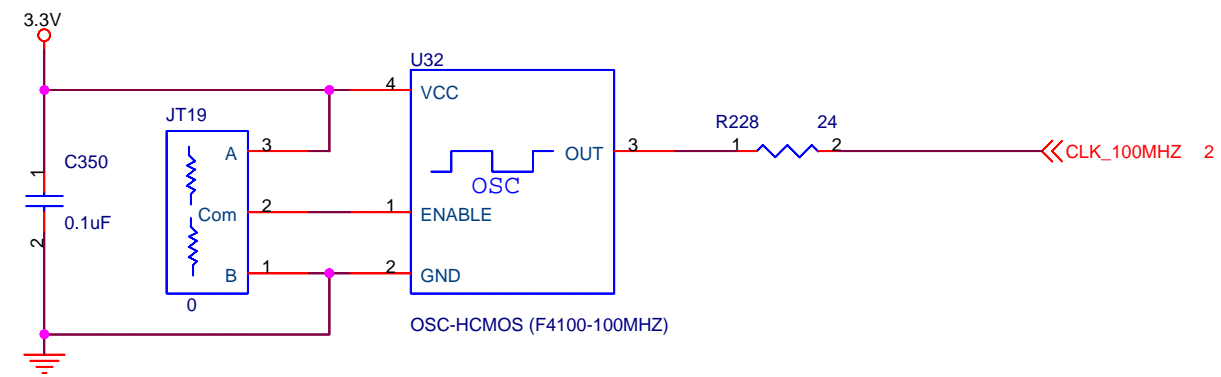 3.3V
U32
4
VCC
JT19
R228
24
A
3
3
1
2
C350
OUT
CLK_100MHZ
2
1
OSC
Com
2
1
ENABLE
0.1uF
2
B
1
2
GND
0
OSC-HCMOS (F4100-100MHZ)